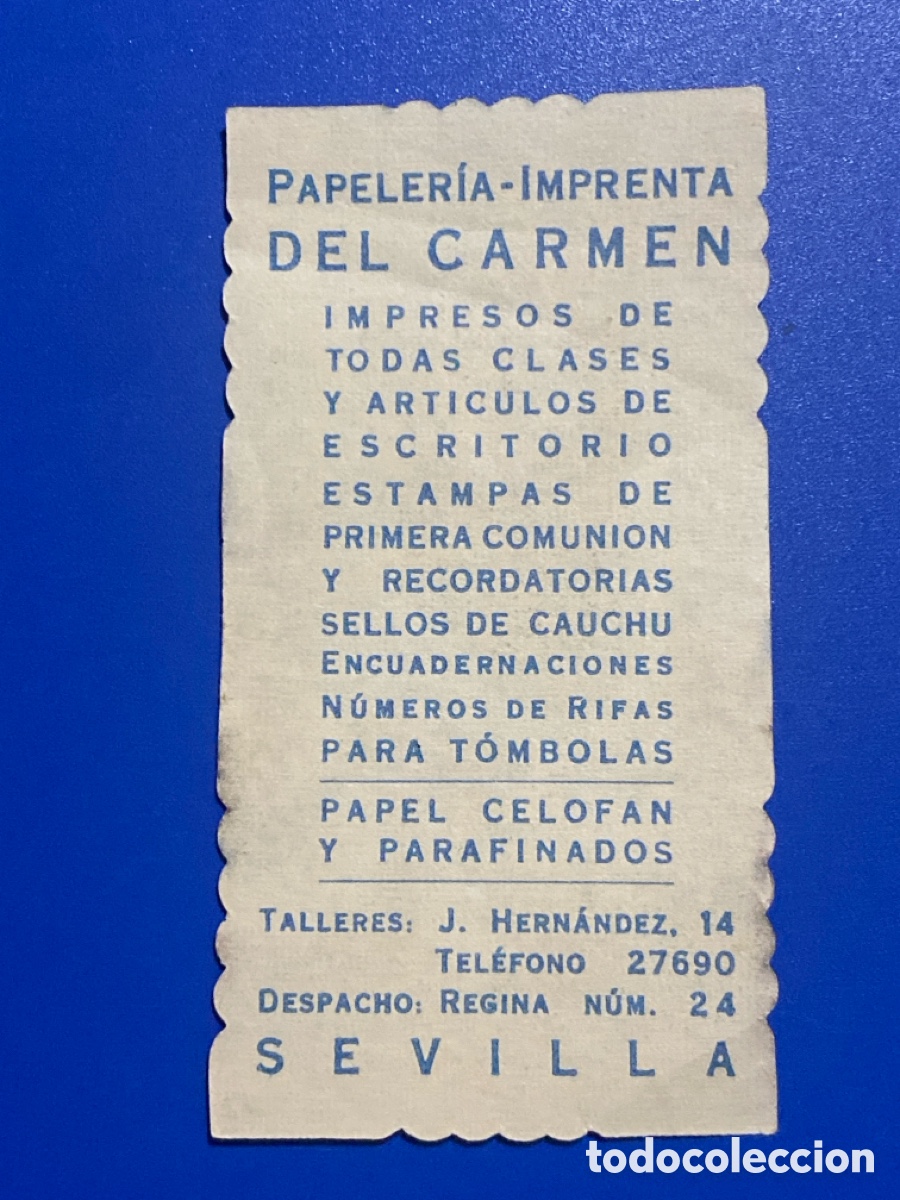 PAPELERÍA-IMPRENTA
DEL CARMEN
IMPRESOS DE
TODAS CLASES
Y ARTICULOS DE
ESCRITORIO
ESTAMPAS DE
PRIMERA COMUNION
Y RECORDATORIAS
SELLOS DE CAUCHU
ENCUADERNACIONES
NÚMEROS DE RIFAS
PARA TÓMBOLAS
PAPEL CELOFAN
Y PARAFINADOS
TALLERES: J. HERNÁNDEZ, 14
TELÉFONO 27690
DESPACHO: REGINA NÚM. 24
SEVILLA
todocoleccion